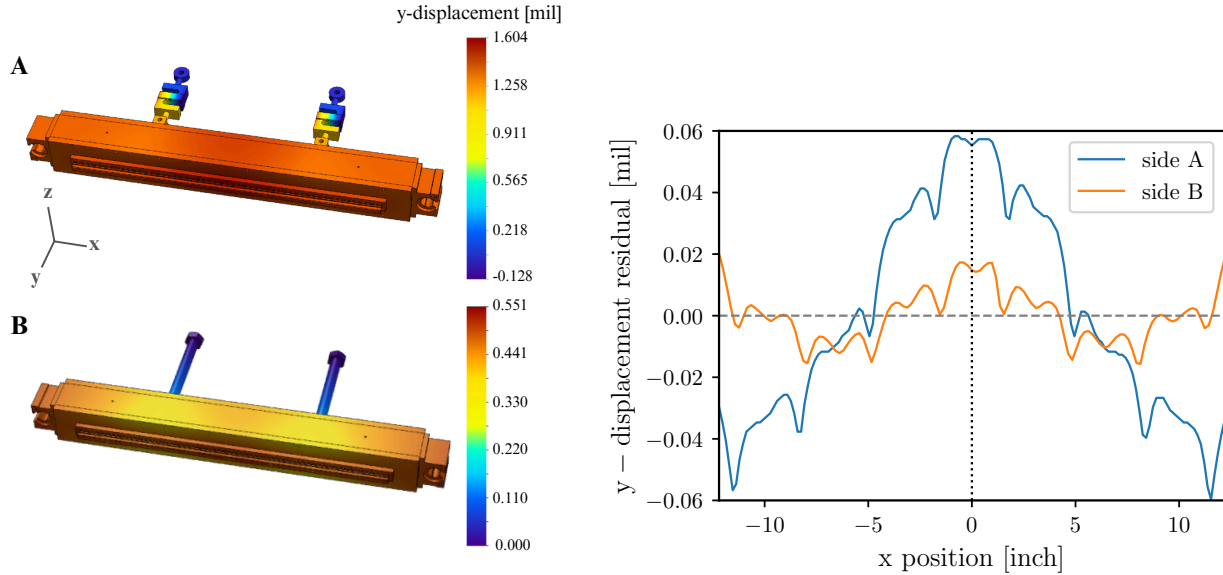 y-displacement [mil]
A
1.604
1.258
0.911
0.565
0.218
-0.128
z
x
y
B
0.551
0.441
0.330
0.220
0.110
0.000
0.06
0.04
0.02
0.00
−0.02
−0.04
−0.06
y − displacement residual [mil]
side A
side B
−10
−5
0
5
10
x position [inch]